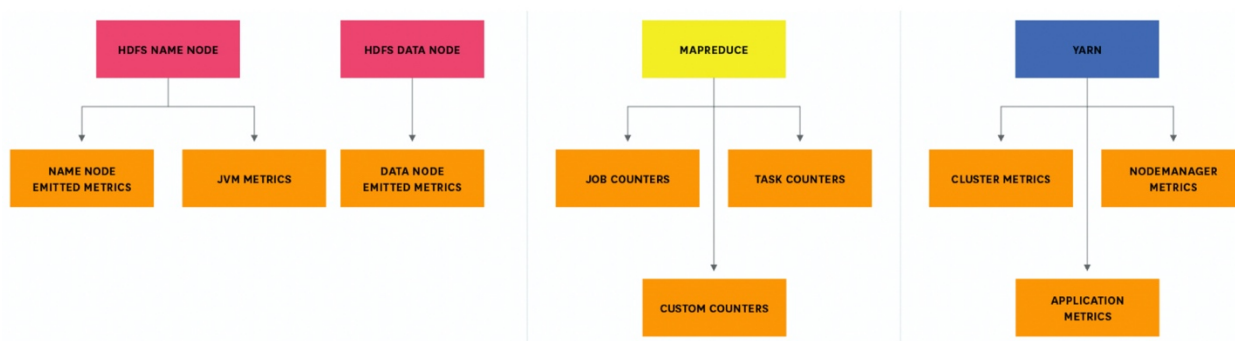 HDFS NAME NODE
HDFS DATA NODE
MAPREDUCE
YARN
NAME NODE
EMITTED METRICS
JVM METRICS
DATA NODE
EMITTED METRICS
JOB COUNTERS
TASK COUNTERS
CLUSTER METRICS
NODEMANAGER
METRICS
CUSTOM COUNTERS
APPLICATION
METRICS